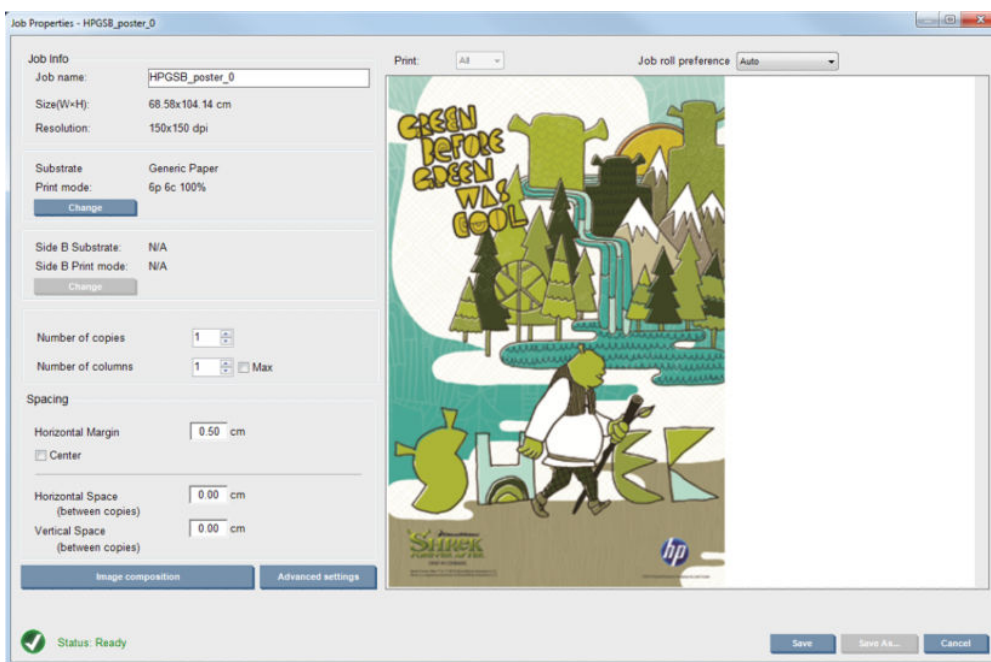 Job Properties - HPGSB_poster_0
Job Info
Job name: HPGSB_poster_0
Size(W×H): 68.58x104.14 cm
Resolution: 150x150 dpi
Substrate Generic Paper
Print mode: 6p 6c 100%
Change
Side B Substrate: N/A
Side B Print mode: N/A
Change
Number of copies 1
Number of columns 1 Max
Spacing
Horizontal Margin 0.50 cm
Center
Horizontal Space 0.00 cm
(between copies)
Vertical Space 0.00 cm
(between copies)
Image composition Advanced settings
Status: Ready
Print: All Job roll preference Auto
GREEN
BEFORE
GREEN
WAS
COOL
SHREK
SHREK
FOREVER AFTER
hp
Save Save As... Cancel